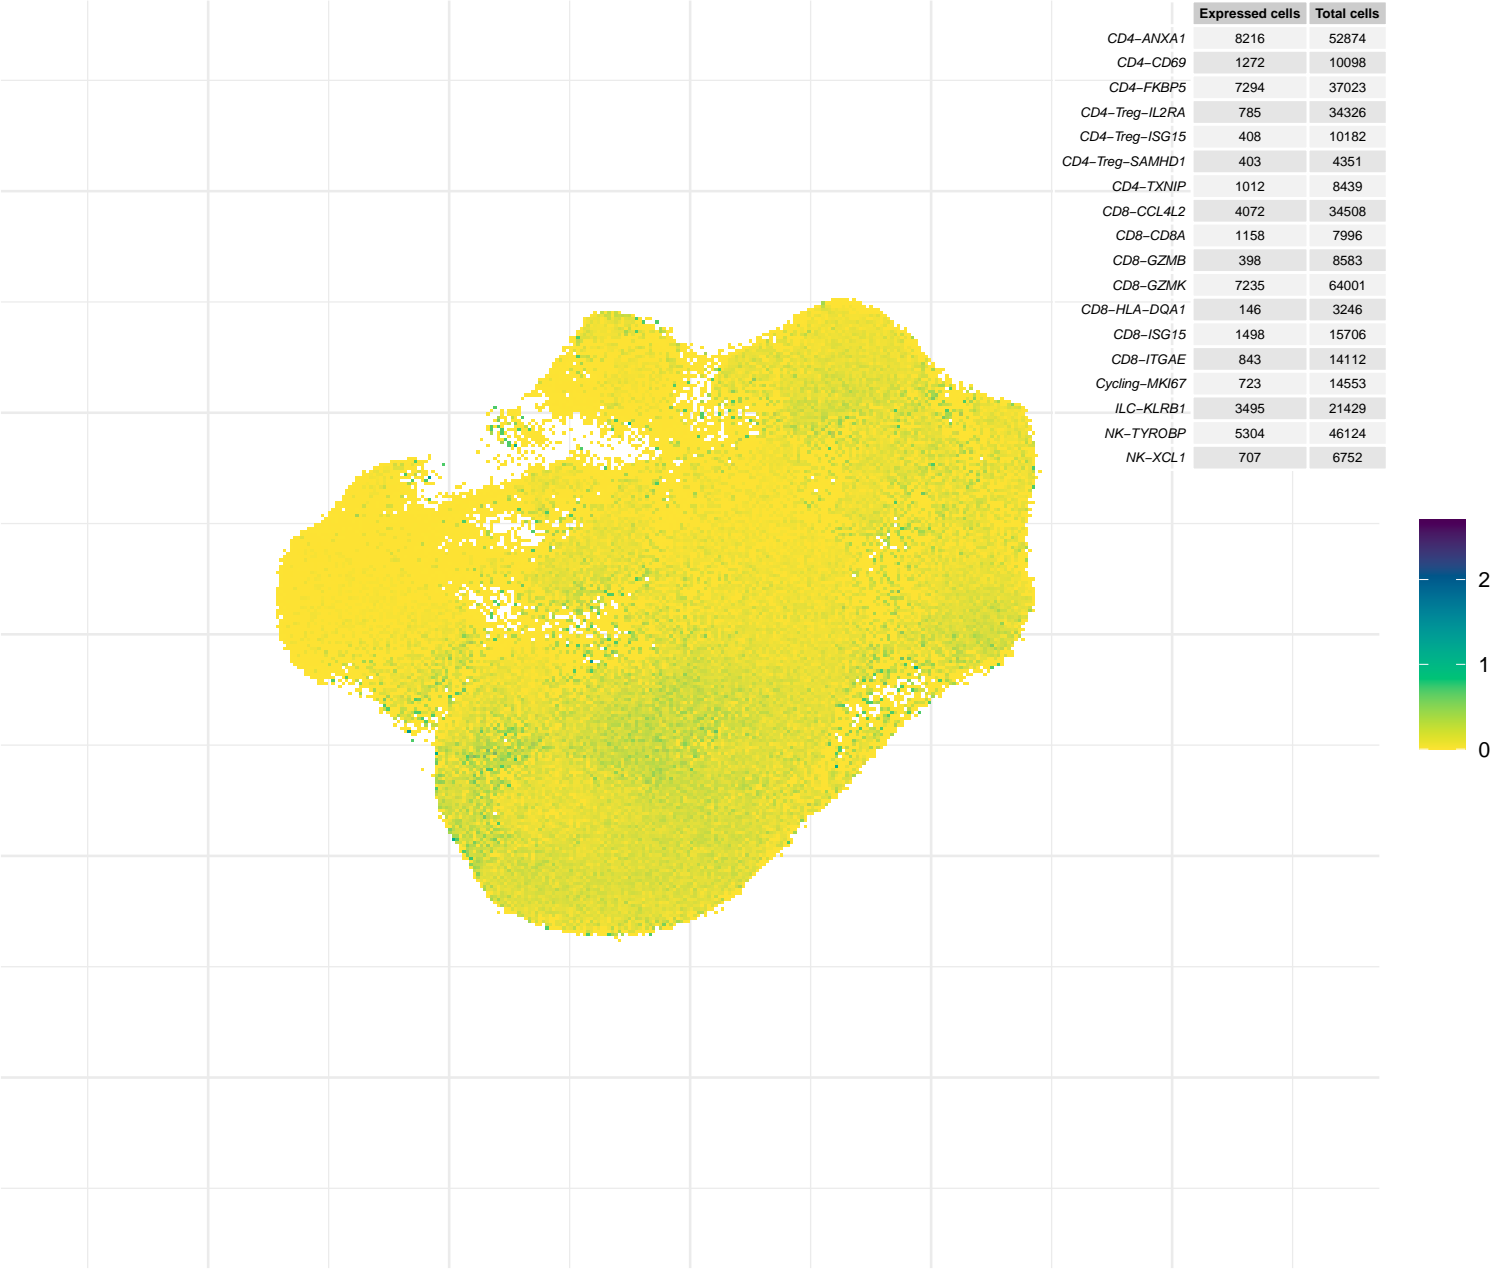 Expressed cells Total cells
CD4−ANXA1 8216 52874
CD4−CD69 1272 10098
CD4−FKBP5 7294 37023
CD4−Treg−IL2RA 785 34326
CD4−Treg−ISG15 408 10182
CD4−Treg−SAMHD1 403 4351
CD4−TXNIP 1012 8439
CD8−CCL4L2 4072 34508
CD8−CD8A 1158 7996
CD8−GZMB 398 8583
CD8−GZMK 7235 64001
CD8−HLA−DQA1 146 3246
CD8−ISG15 1498 15706
CD8−ITGAE 843 14112
Cycling−MKI67 723 14553
ILC−KLRB1 3495 21429
NK−TYROBP 5304 46124
NK−XCL1 707 6752
2
1
0